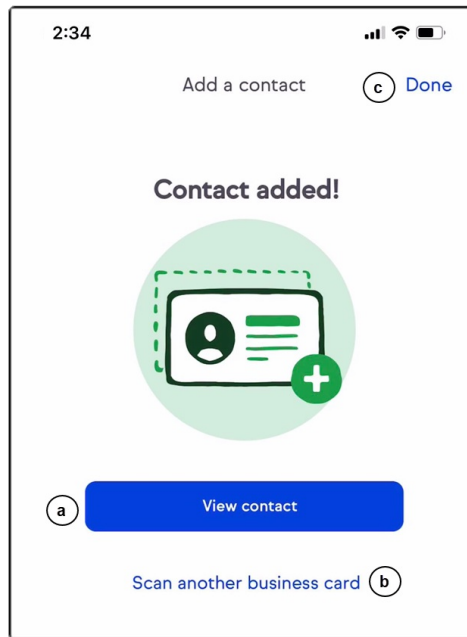 2:34
Add a contact
c
Done
Contact added!
a
View contact
Scan another business card
b